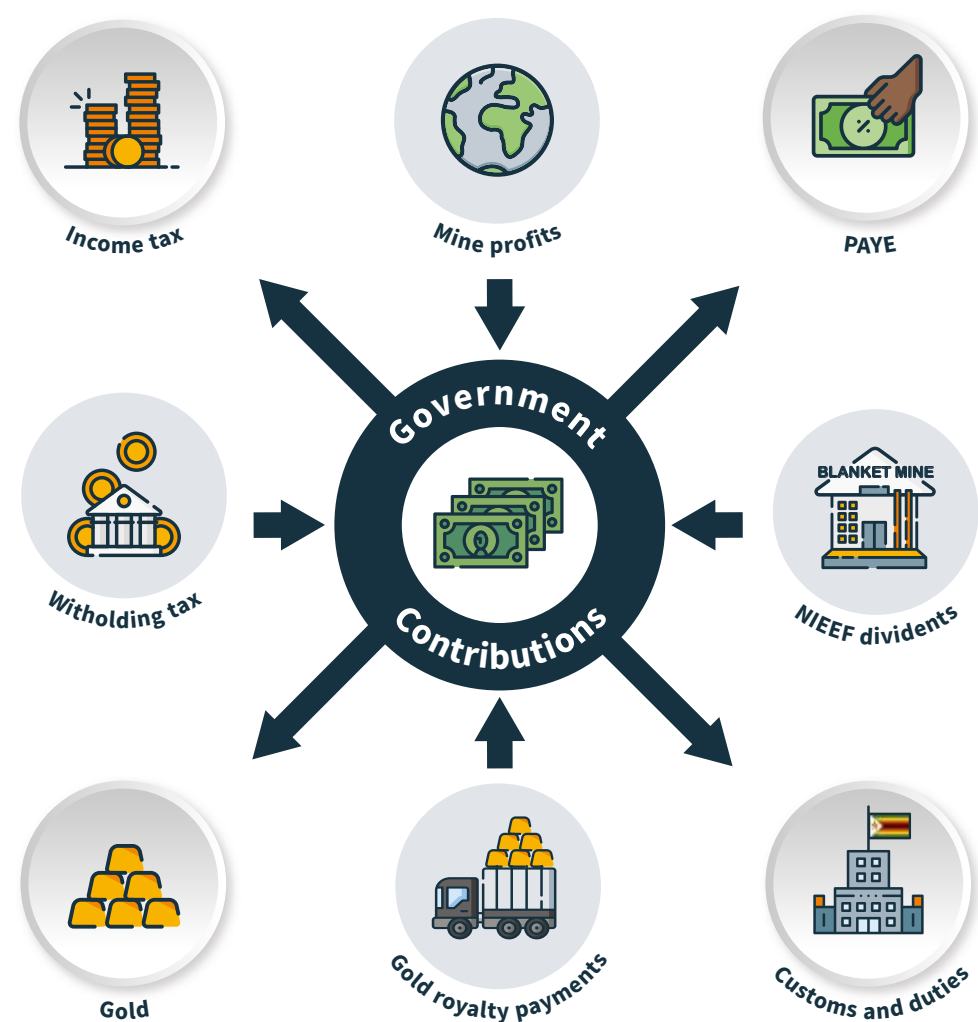 Income tax
Mine profits
PAYE
Government
BLANKET MINE
Witholding tax
NIEEF dividents
Contributions
Gold
Gold royalty payments
Customs and duties